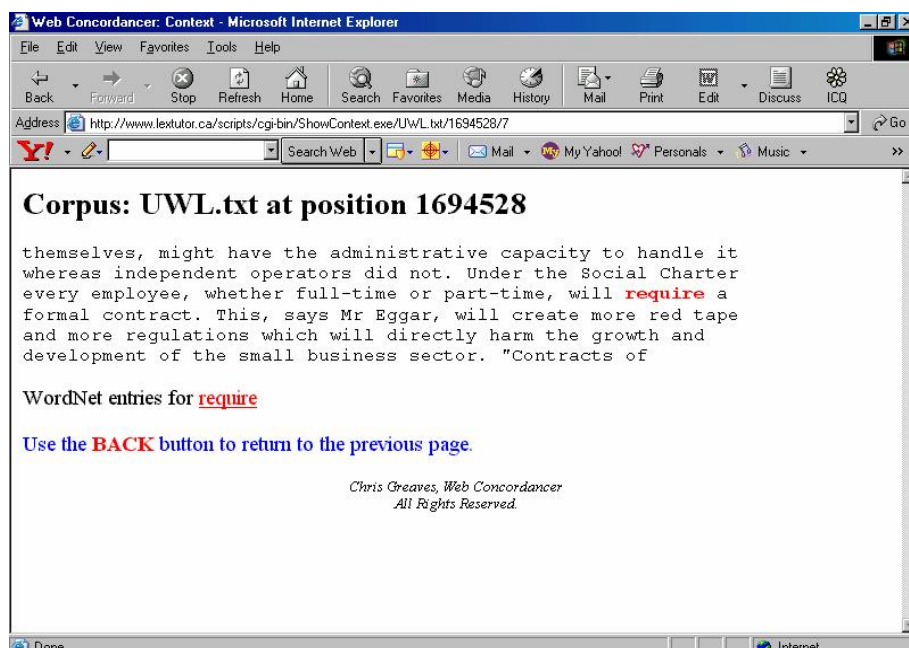 Web Concordancer: Context - Microsoft Internet Explorer
File Edit View Favorites Tools Help
Back Forward Stop Refresh Home Search Favorites Media History Mail Print Edit Discuss ICQ
Address http://www.lextutor.ca/scripts/cgi-bin/ShowContext.exe/UWL.txt/1694528/7 Go
Y! Search Web Mail My My Yahoo! Personals Music »
Corpus: UWL.txt at position 1694528
themselves, might have the administrative capacity to handle it
whereas independent operators did not. Under the Social Charter
every employee, whether full-time or part-time, will require a
formal contract. This, says Mr Eggar, will create more red tape
and more regulations which will directly harm the growth and
development of the small business sector. "Contracts of
WordNet entries for require
Use the BACK button to return to the previous page.
Chris Greaves, Web Concordancer
All Rights Reserved.
Done Internet